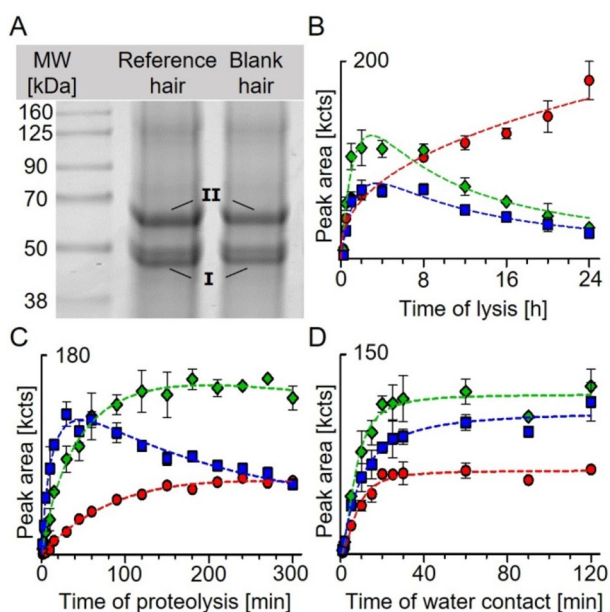 A
MW
[kDa]
Reference
hair
Blank
hair
160
125
90
70
50
38
II
I
B
200
Peak area [kcts]
0
8
16
24
Time of lysis [h]
C
180
Peak area [kcts]
0
100
200
300
Time of proteolysis [min]
D
150
Peak area [kcts]
0
40
80
120
Time of water contact [min]